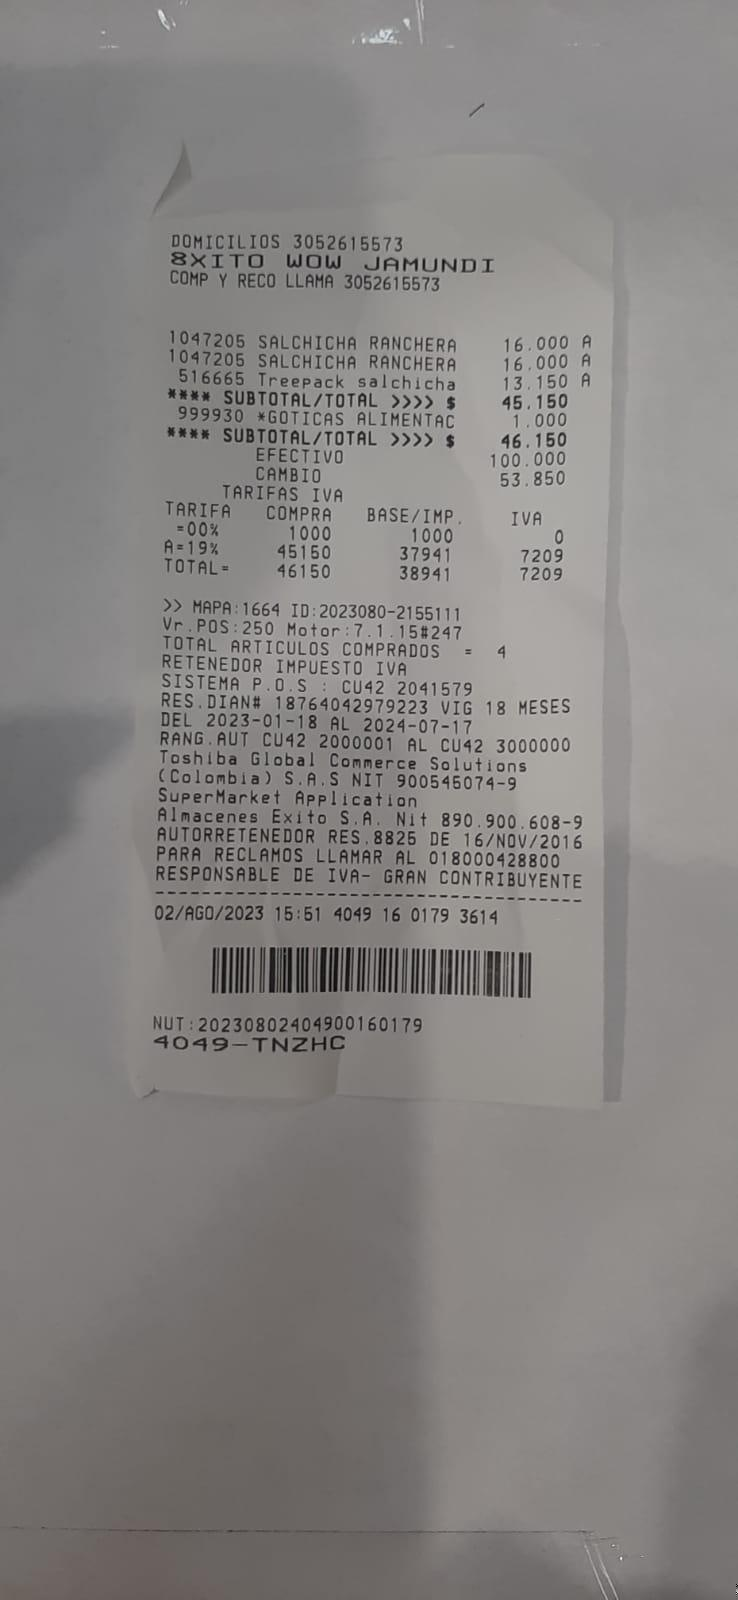 DOMICILIOS 3052615573
8XITO WOW JAMUNDI
COMP Y RECO LLAMA 3052615573
1047205 SALCHICHA RANCHERA 16.000 A
1047205 SALCHICHA RANCHERA 16.000 A
516665 Treepack salchicha 13.150 A
**** SUBTOTAL/TOTAL >>>> $ 45.150
999930 *GOTICAS ALIMENTAC 1.000
**** SUBTOTAL/TOTAL >>>> $ 46.150
EFECTIVO 100.000
CAMBIO 53.850
TARIFAS IVA
TARIFA COMPRA BASE/IMP. IVA
=00% 1000 1000 0
A=19% 45150 37941 7209
TOTAL= 46150 38941 7209
>> MAPA:1664 ID:2023080-2155111
Vr.POS:250 Motor:7.1.15#247
TOTAL ARTICULOS COMPRADOS = 4
RETENEDOR IMPUESTO IVA
SISTEMA P.O.S : CU42 2041579
RES.DIAN# 18764042979223 VIG 18 MESES
DEL 2023-01-18 AL 2024-07-17
RANG.AUT CU42 2000001 AL CU42 3000000
Toshiba Global Commerce Solutions
(Colombia) S.A.S NIT 900545074-9
SuperMarket Application
Almacenes Exito S.A. Nit 890.900.608-9
AUTORRETENEDOR RES.8825 DE 16/NOV/2016
PARA RECLAMOS LLAMAR AL 018000428800
RESPONSABLE DE IVA- GRAN CONTRIBUYENTE
---------------------------------------
02/AGO/2023 15:51 4049 16 0179 3614
NUT:20230802404900160179
4049-TNZHC